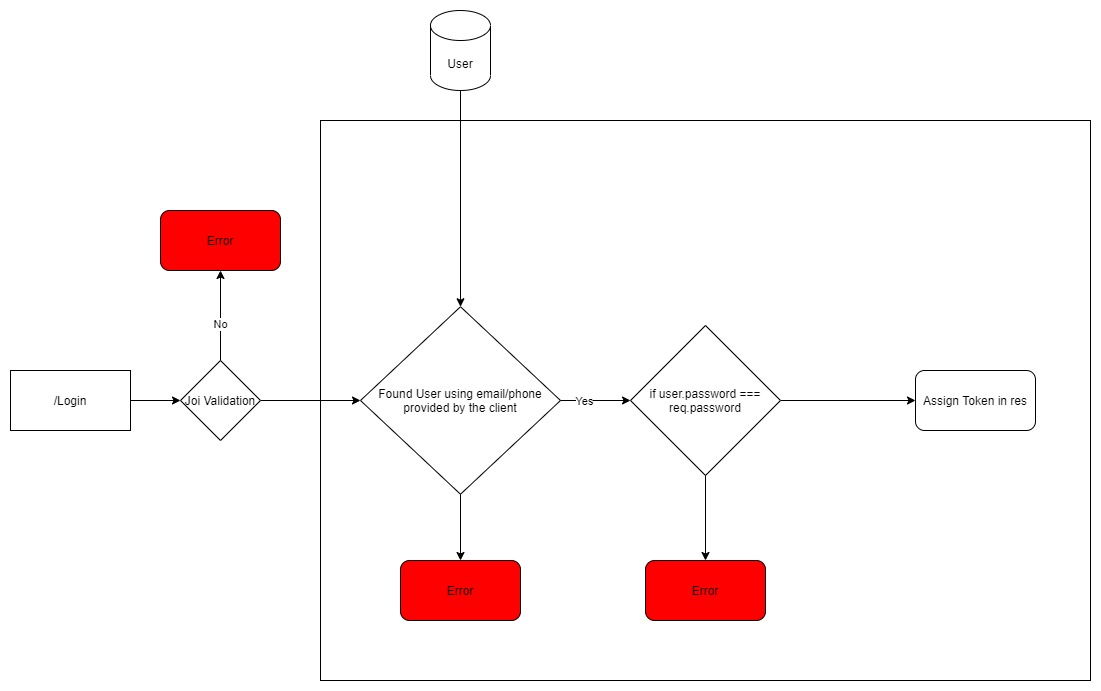 User
Error
No
/Login
Joi Validation
Found User using email/phone
provided by the client
Yes
if user.password ===
req.password
Assign Token in res
Error
Error